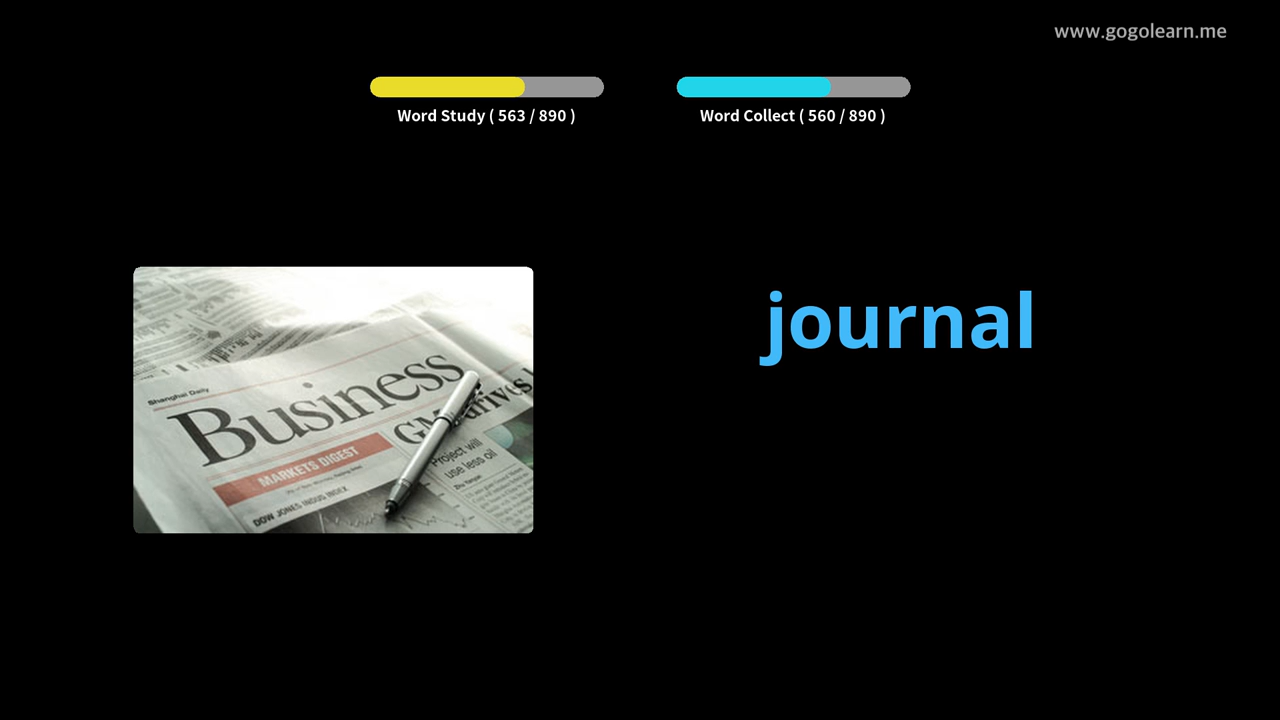 www.gogolearn.me
Word Study ( 563 / 890 )
Word Collect ( 560 / 890 )
journal
Shanghai Daily
Business
MARKETS DIGEST
DOW JONES INDUS INDEX
GM
Project will
use less oil